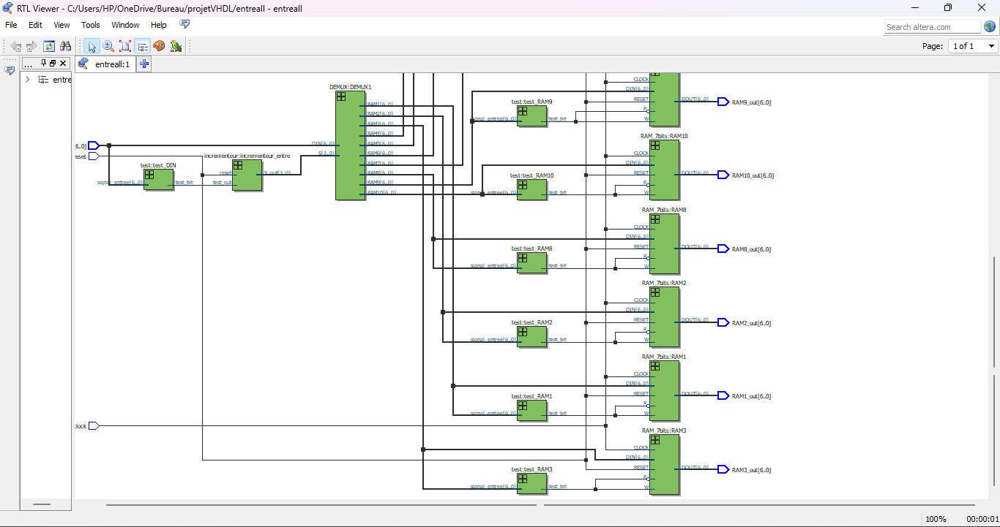 RTL Viewer - C:/Users/HP/OneDrive/Bureau/projetVHDL/entreall - entreall
File Edit View Tools Window Help
Search altera.com
Page: 1 of 1
...
entreall:1
entre
DEMUX:DEMUX1
DIN[6..0]
S[3..0]
RAM1[6..0]
RAM2[6..0]
RAM3[6..0]
RAM4[6..0]
RAM5[6..0]
RAM6[6..0]
RAM7[6..0]
RAM8[6..0]
RAM9[6..0]
RAM10[6..0]
6..0]
reset
test:test_DIN
signal_entree[6..0] test_bit
incrementeur:incrementeur_entre
reset
test_out
S_out[3..0]
:lock
test:test_RAM9
signal_entree[6..0] test_bit
CLOCK
DIN[6..0]
RESET
R
W
DOUT[6..0] RAM9_out[6..0]
RAM_7bits:RAM10
test:test_RAM10
signal_entree[6..0] test_bit
CLOCK
DIN[6..0]
RESET
R
W
DOUT[6..0] RAM10_out[6..0]
RAM_7bits:RAM8
test:test_RAM8
signal_entree[6..0] test_bit
CLOCK
DIN[6..0]
RESET
R
W
DOUT[6..0] RAM8_out[6..0]
RAM_7bits:RAM2
test:test_RAM2
signal_entree[6..0] test_bit
CLOCK
DIN[6..0]
RESET
R
W
DOUT[6..0] RAM2_out[6..0]
RAM_7bits:RAM1
test:test_RAM1
signal_entree[6..0] test_bit
CLOCK
DIN[6..0]
RESET
R
W
DOUT[6..0] RAM1_out[6..0]
RAM_7bits:RAM3
test:test_RAM3
signal_entree[6..0] test_bit
CLOCK
DIN[6..0]
RESET
R
W
DOUT[6..0] RAM3_out[6..0]
100% 00:00:01